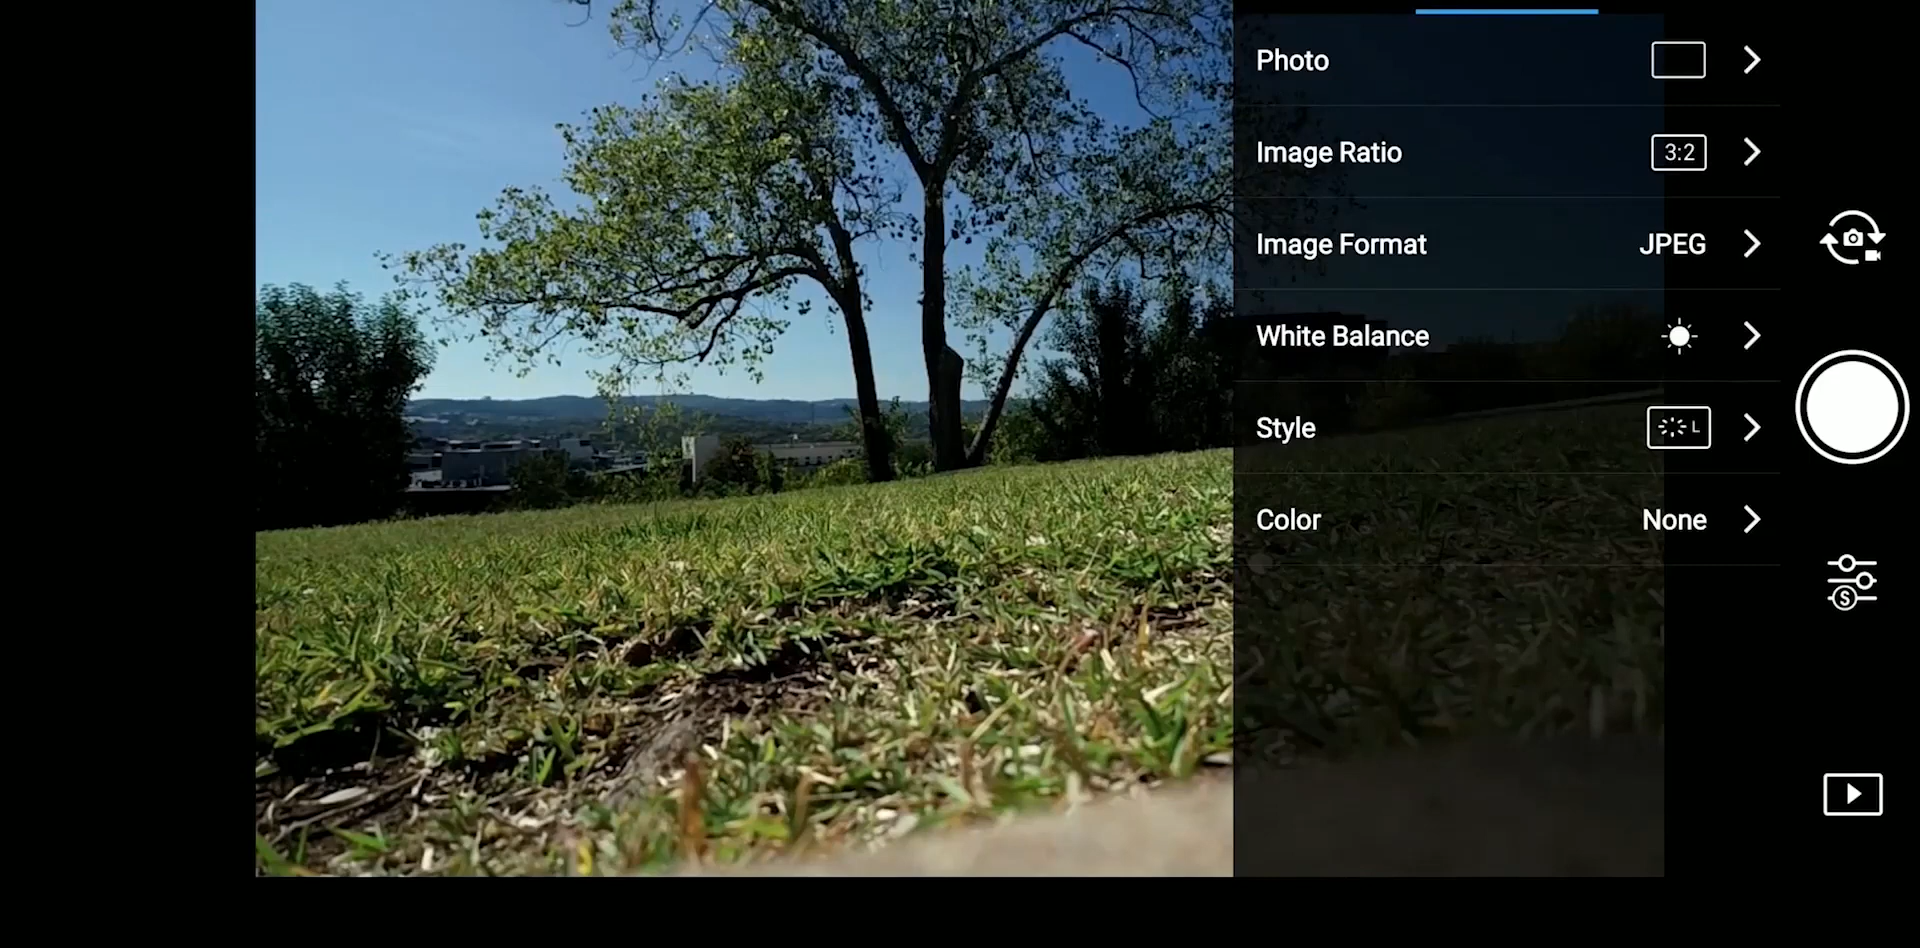 Photo
Image Ratio 3:2
Image Format JPEG
White Balance
Style L
Color None
S